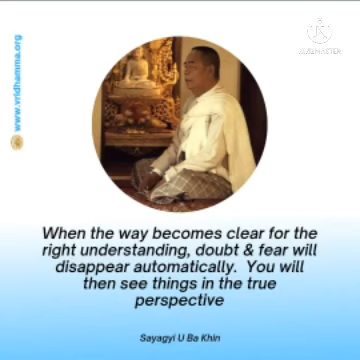 www.vridhamma.org
When the way becomes clear for the
right understanding, doubt & fear will
disappear automatically. You will
then see things in the true
perspective
Sayagyi U Ba Khin